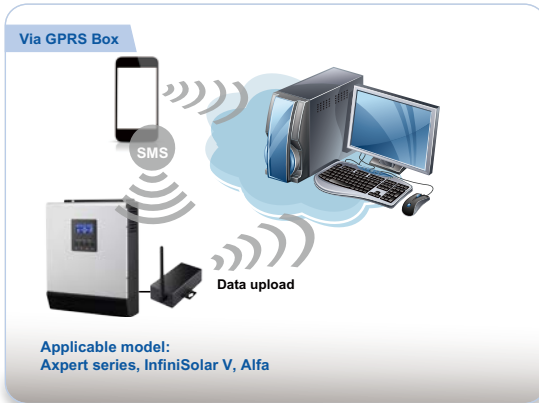 Via GPRS Box
SMS
Data upload
Applicable model:
Axpert series, InfiniSolar V, Alfa